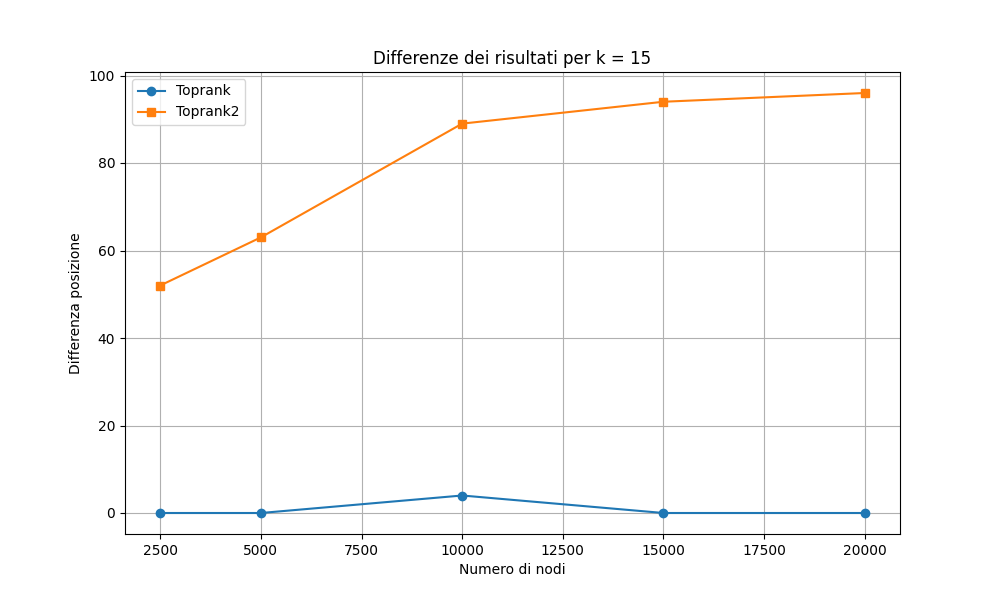 Differenze dei risultati per k = 15
Toprank
Toprank2
Differenza posizione
100
80
60
40
20
0
2500
5000
7500
10000
12500
15000
17500
20000
Numero di nodi